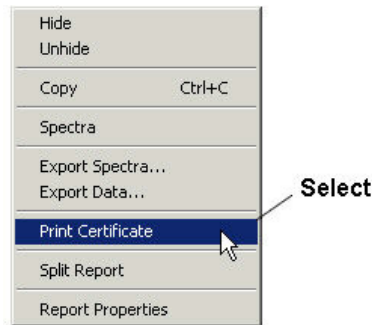 Hide
Unhide
Copy Ctrl+C
Spectra
Export Spectra...
Export Data...
Select
Print Certificate
Split Report
Report Properties